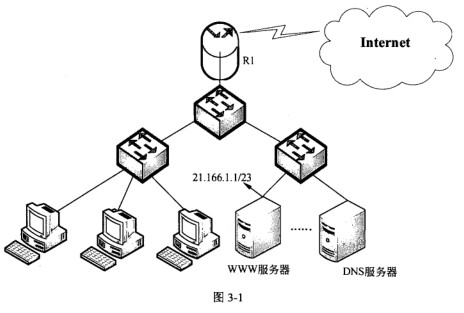 Internet
R1
21.166.1.1/23
WWW服务器
......
DNS服务器
图 3-1